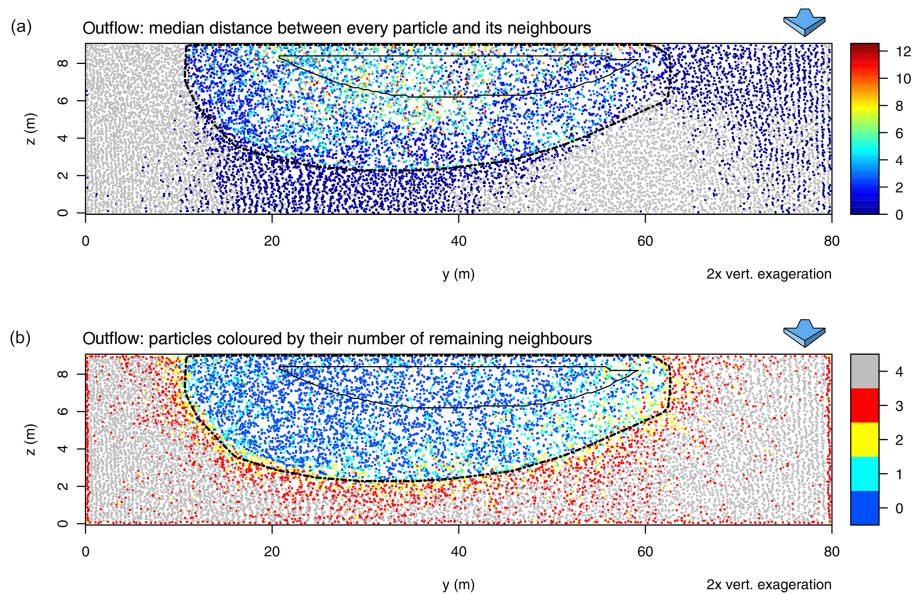 (a)
Outflow: median distance between every particle and its neighbours
z (m)
8
6
4
2
0
0 20 40 60 80
y (m)
2x vert. exageration
12
10
8
6
4
2
0
(b)
Outflow: particles coloured by their number of remaining neighbours
z (m)
8
6
4
2
0
0 20 40 60 80
y (m)
2x vert. exageration
4
3
2
1
0